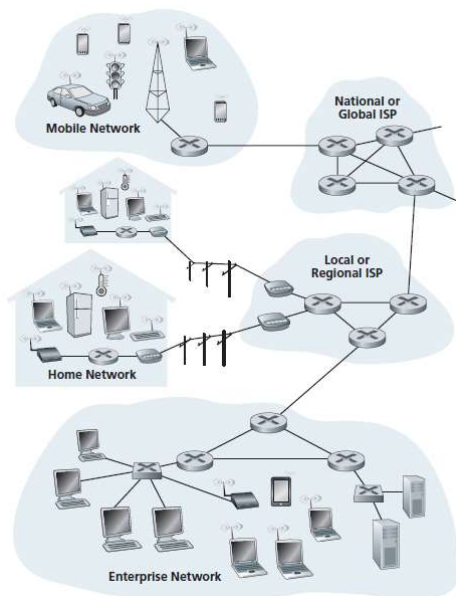 National or
Global ISP
Mobile Network
Local or
Regional ISP
Home Network
Enterprise Network